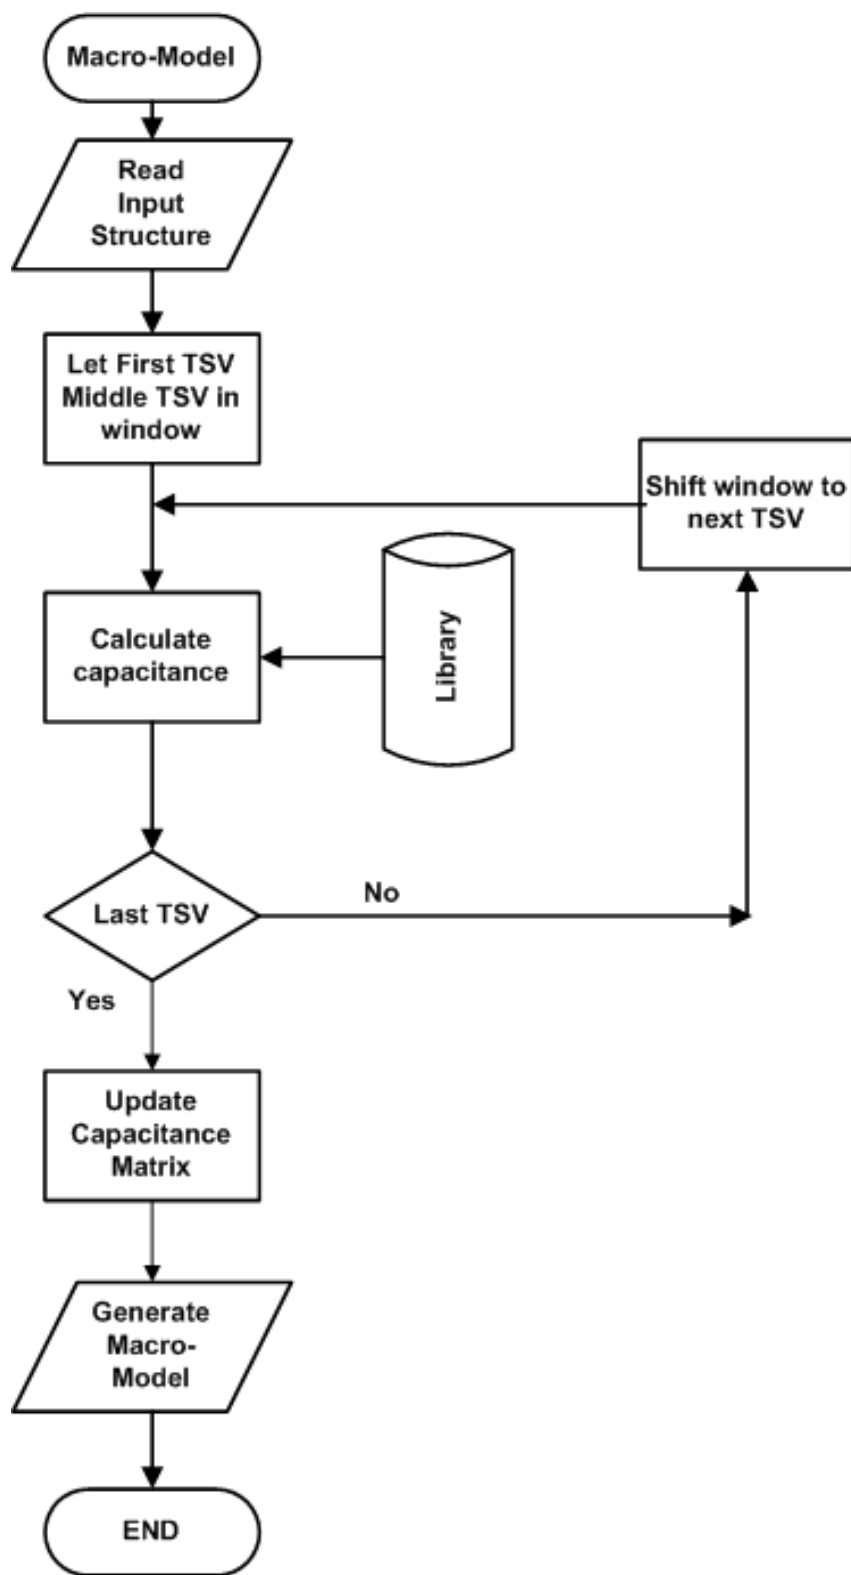 Macro-Model
Read
Input
Structure
Let First TSV
Middle TSV in
window
Shift window to
next TSV
Calculate
capacitance
Library
Last TSV
No
Yes
Update
Capacitance
Matrix
Generate
Macro-
Model
END